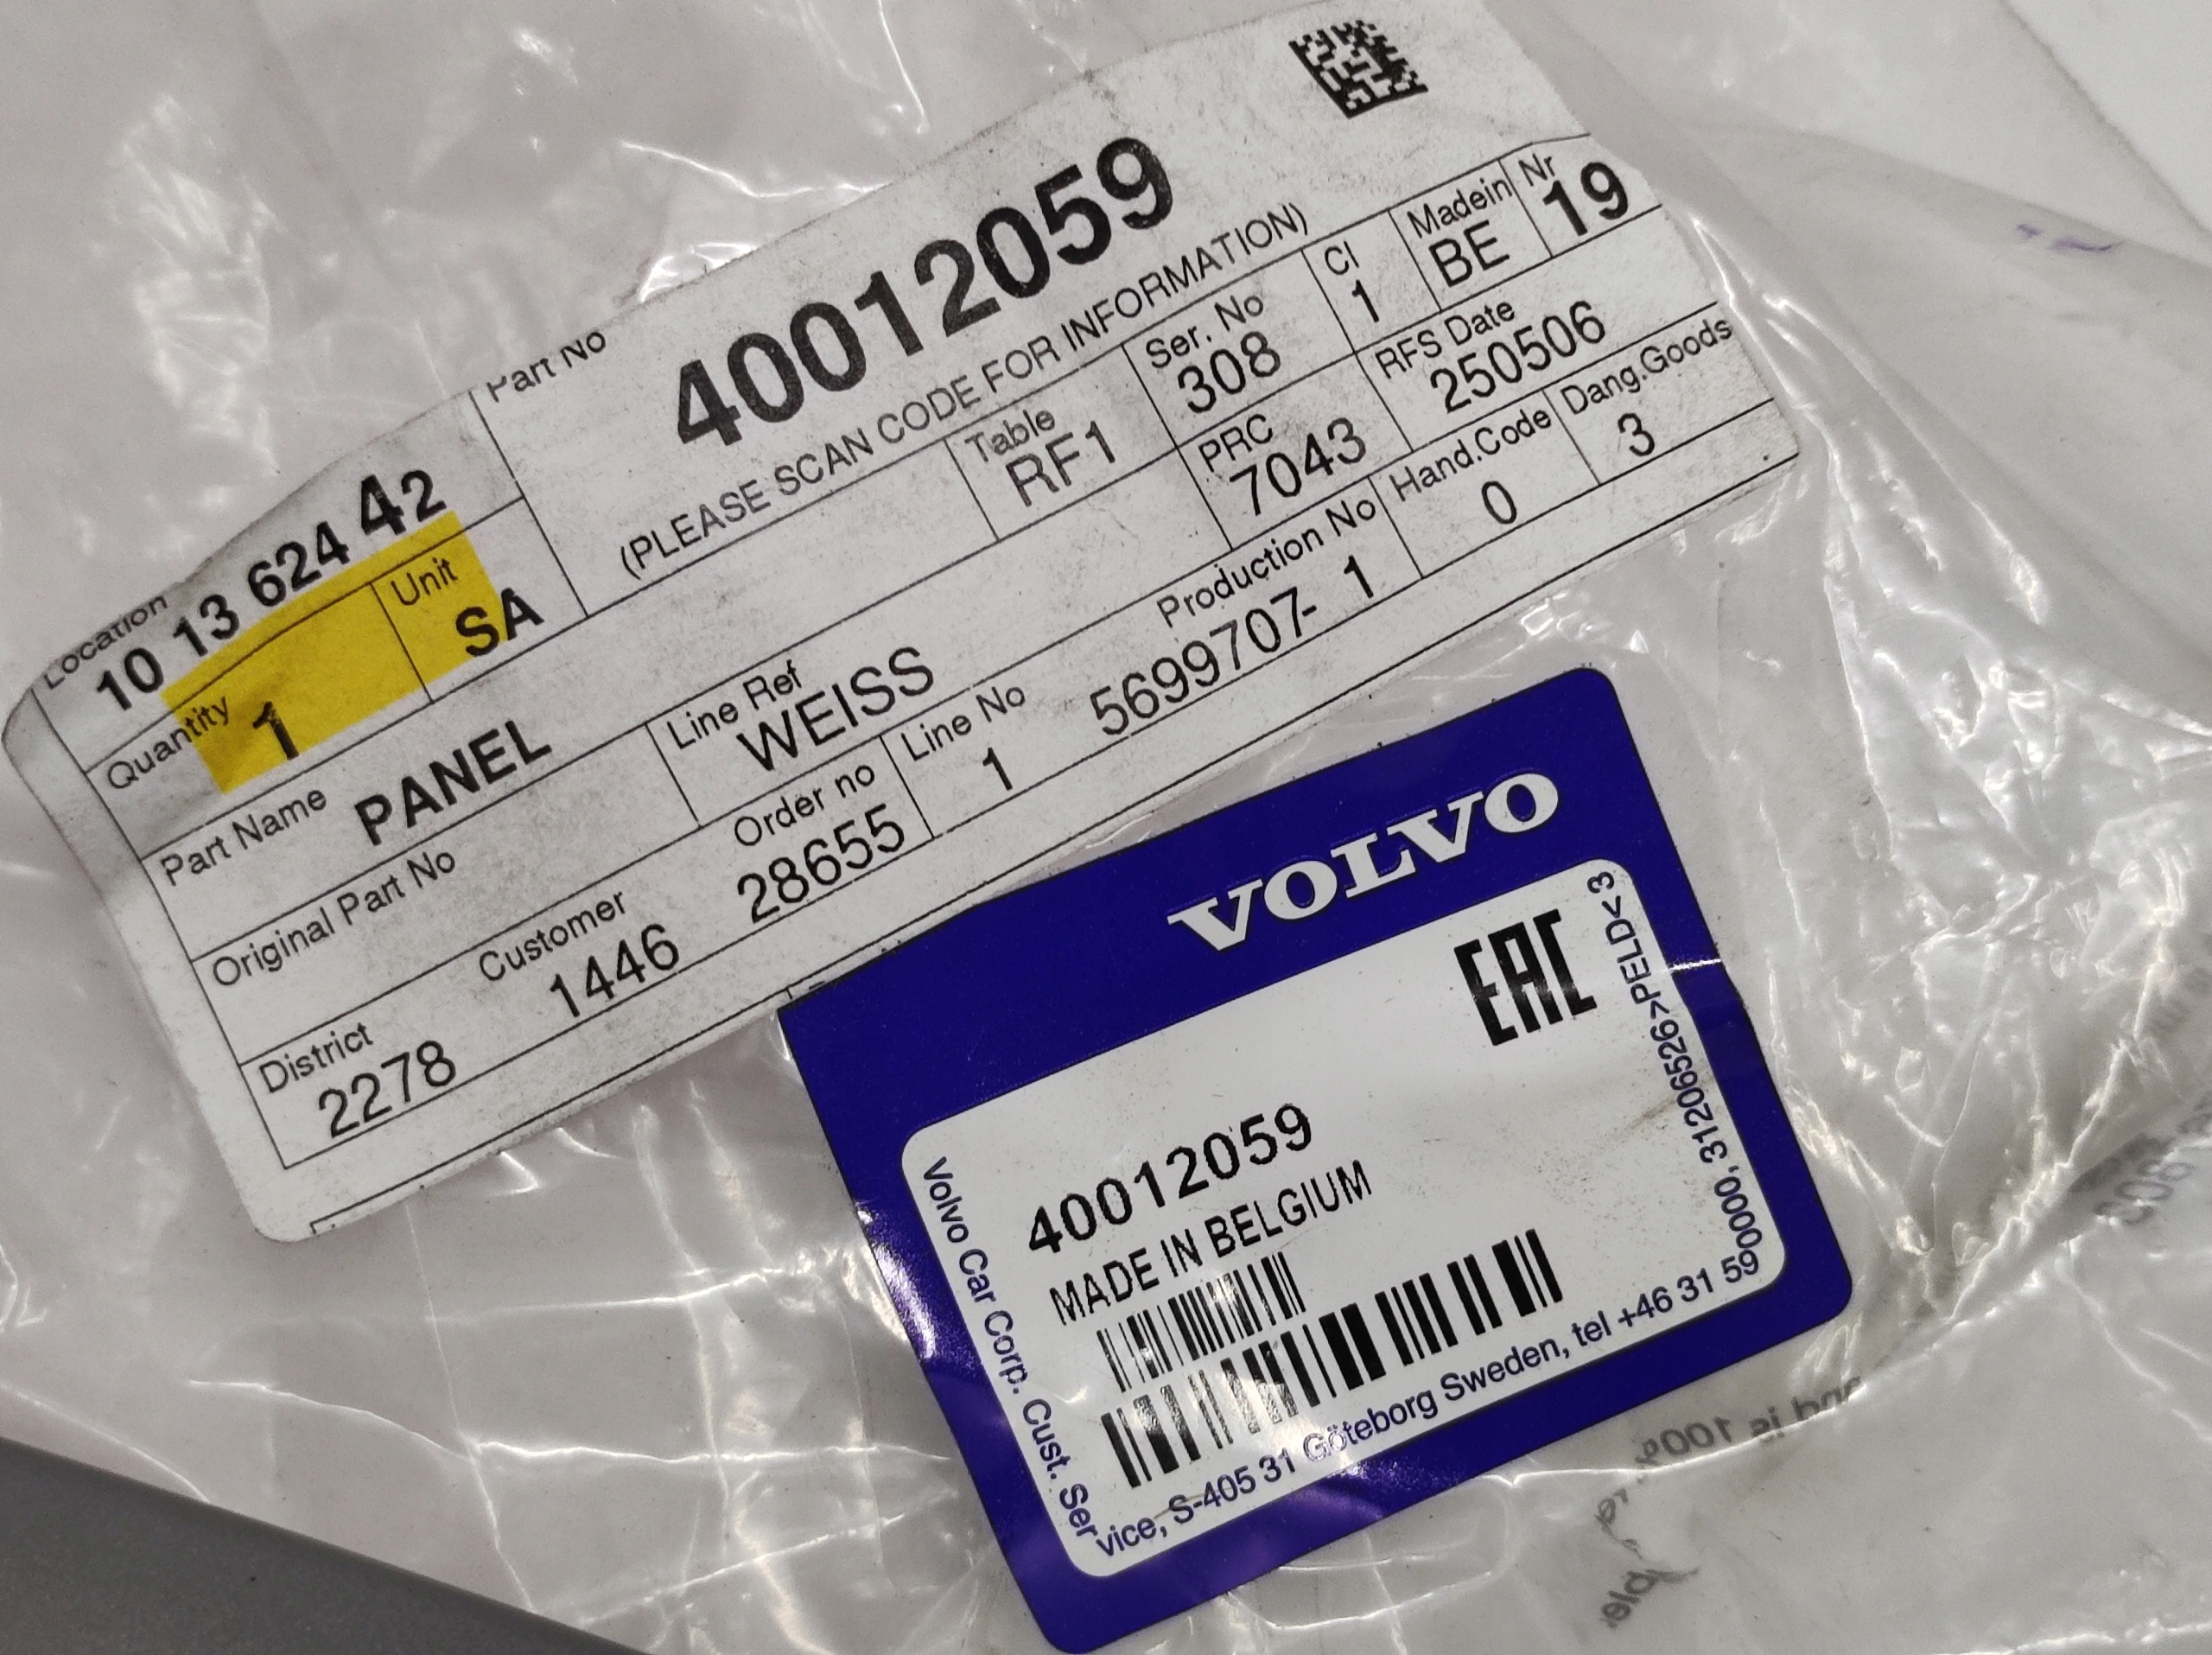 Part No
40012059
(PLEASE SCAN CODE FOR INFORMATION)
Location
10 13 624 42
Quantity
1
Unit
SA
Table
RF1
Ser. No
308
Cl
1
Madein
BE
Nr
19
Part Name
PANEL
PRC
7043
RFS Date
250506
Original Part No
Line Ref
WEISS
Production No
5699707- 1
Hand.Code
0
Dang.Goods
3
District
2278
Customer
1446
Order no
28655
Line No
1
VOLVO
EAC
40012059
MADE IN BELGIUM
Volvo Car Corp. Cust. Service, S-405 31 Göteborg Sweden, tel +46 31 590000, 31206526>PELD<3
and is 100%